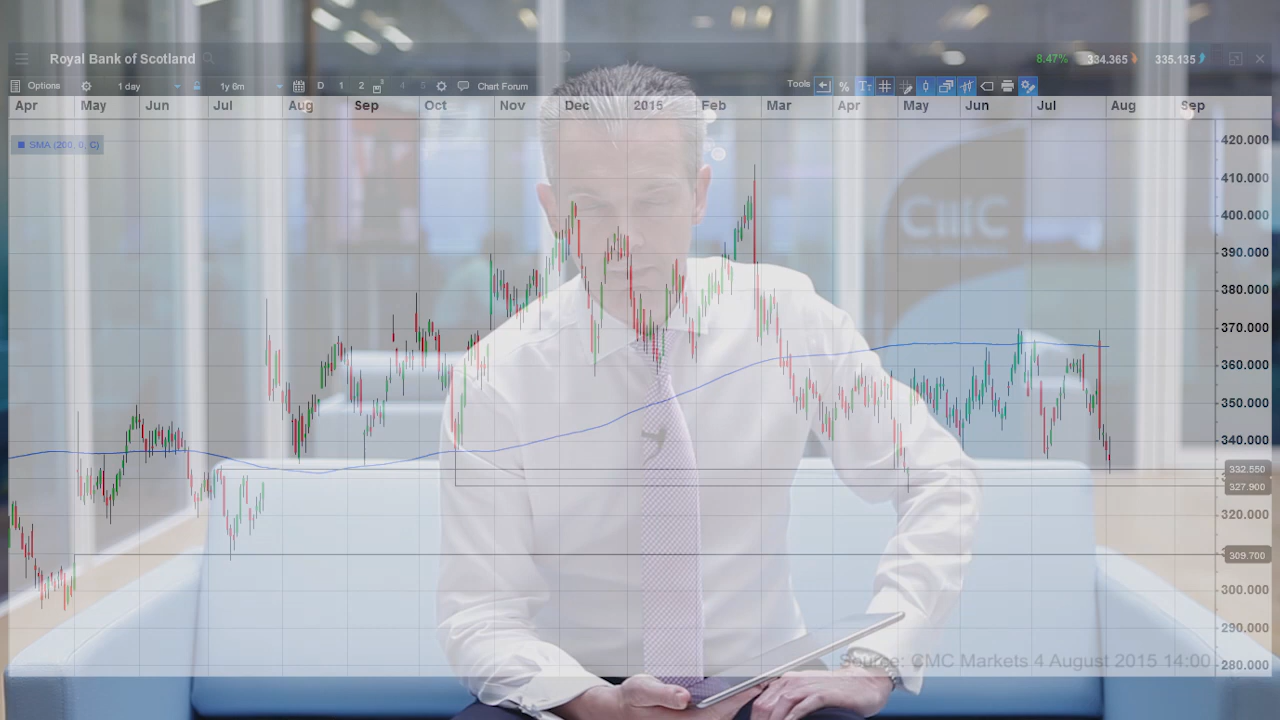 Royal Bank of Scotland 8.47% 334.365 335.135
Options 1 day 1y 6m D 1 2 3 4 5 Chart Forum Tools
Apr May Jun Jul Aug Sep Oct Nov Dec 2015 Feb Mar Apr May Jun Jul Aug Sep
SMA (200, 0, C)
420.000
410.000
400.000
390.000
380.000
370.000
360.000
350.000
340.000
332.550
327.900
320.000
309.700
300.000
290.000
280.000
CMC
Source: CMC Markets 4 August 2015 14:00